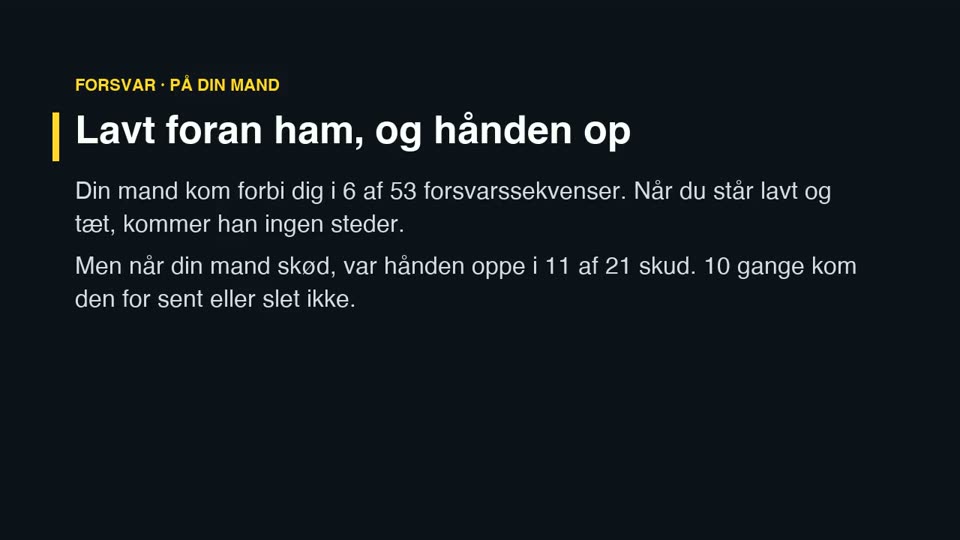 FORSVAR · PÅ DIN MAND
Lavt foran ham, og hånden op
Din mand kom forbi dig i 6 af 53 forsvarssekvenser. Når du står lavt og
tæt, kommer han ingen steder.
Men når din mand skød, var hånden oppe i 11 af 21 skud. 10 gange kom
den for sent eller slet ikke.